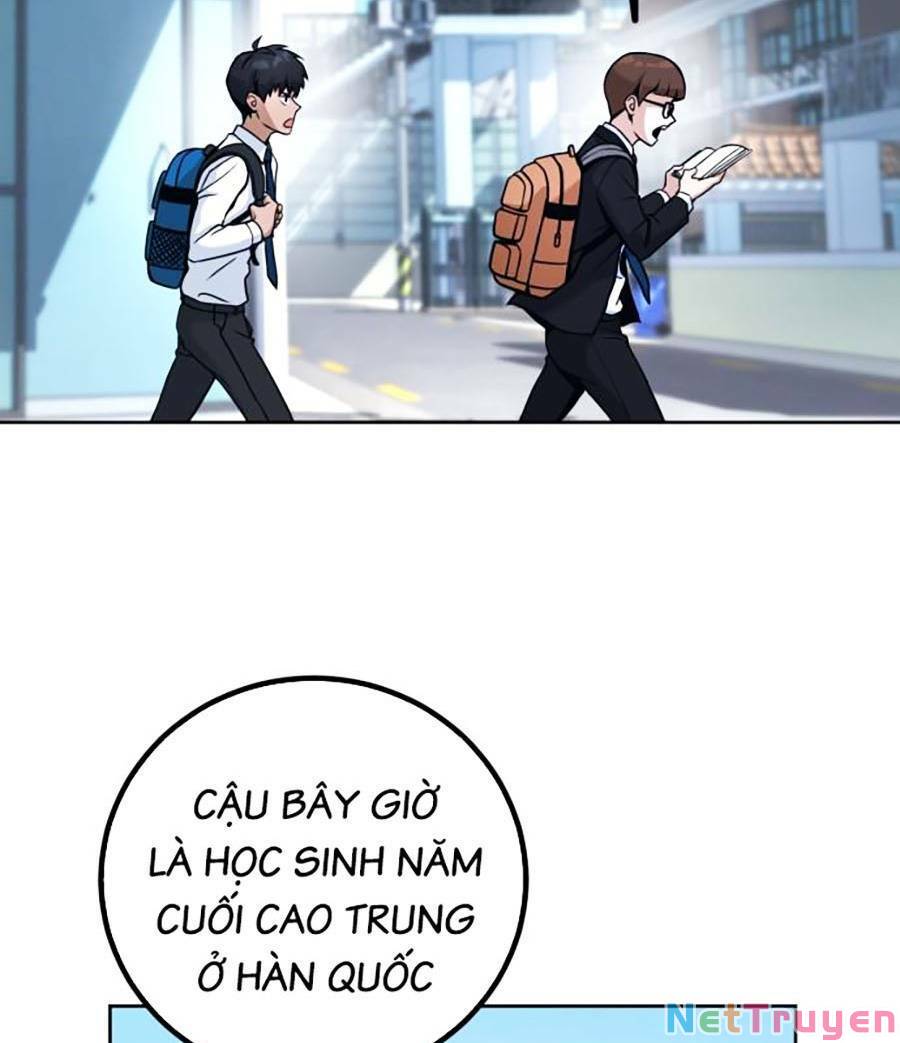 CẬU BÂY GIỜ
LÀ HỌC SINH NĂM
CUỐI CAO TRUNG
Ở HÀN QUỐC
NetTruyen